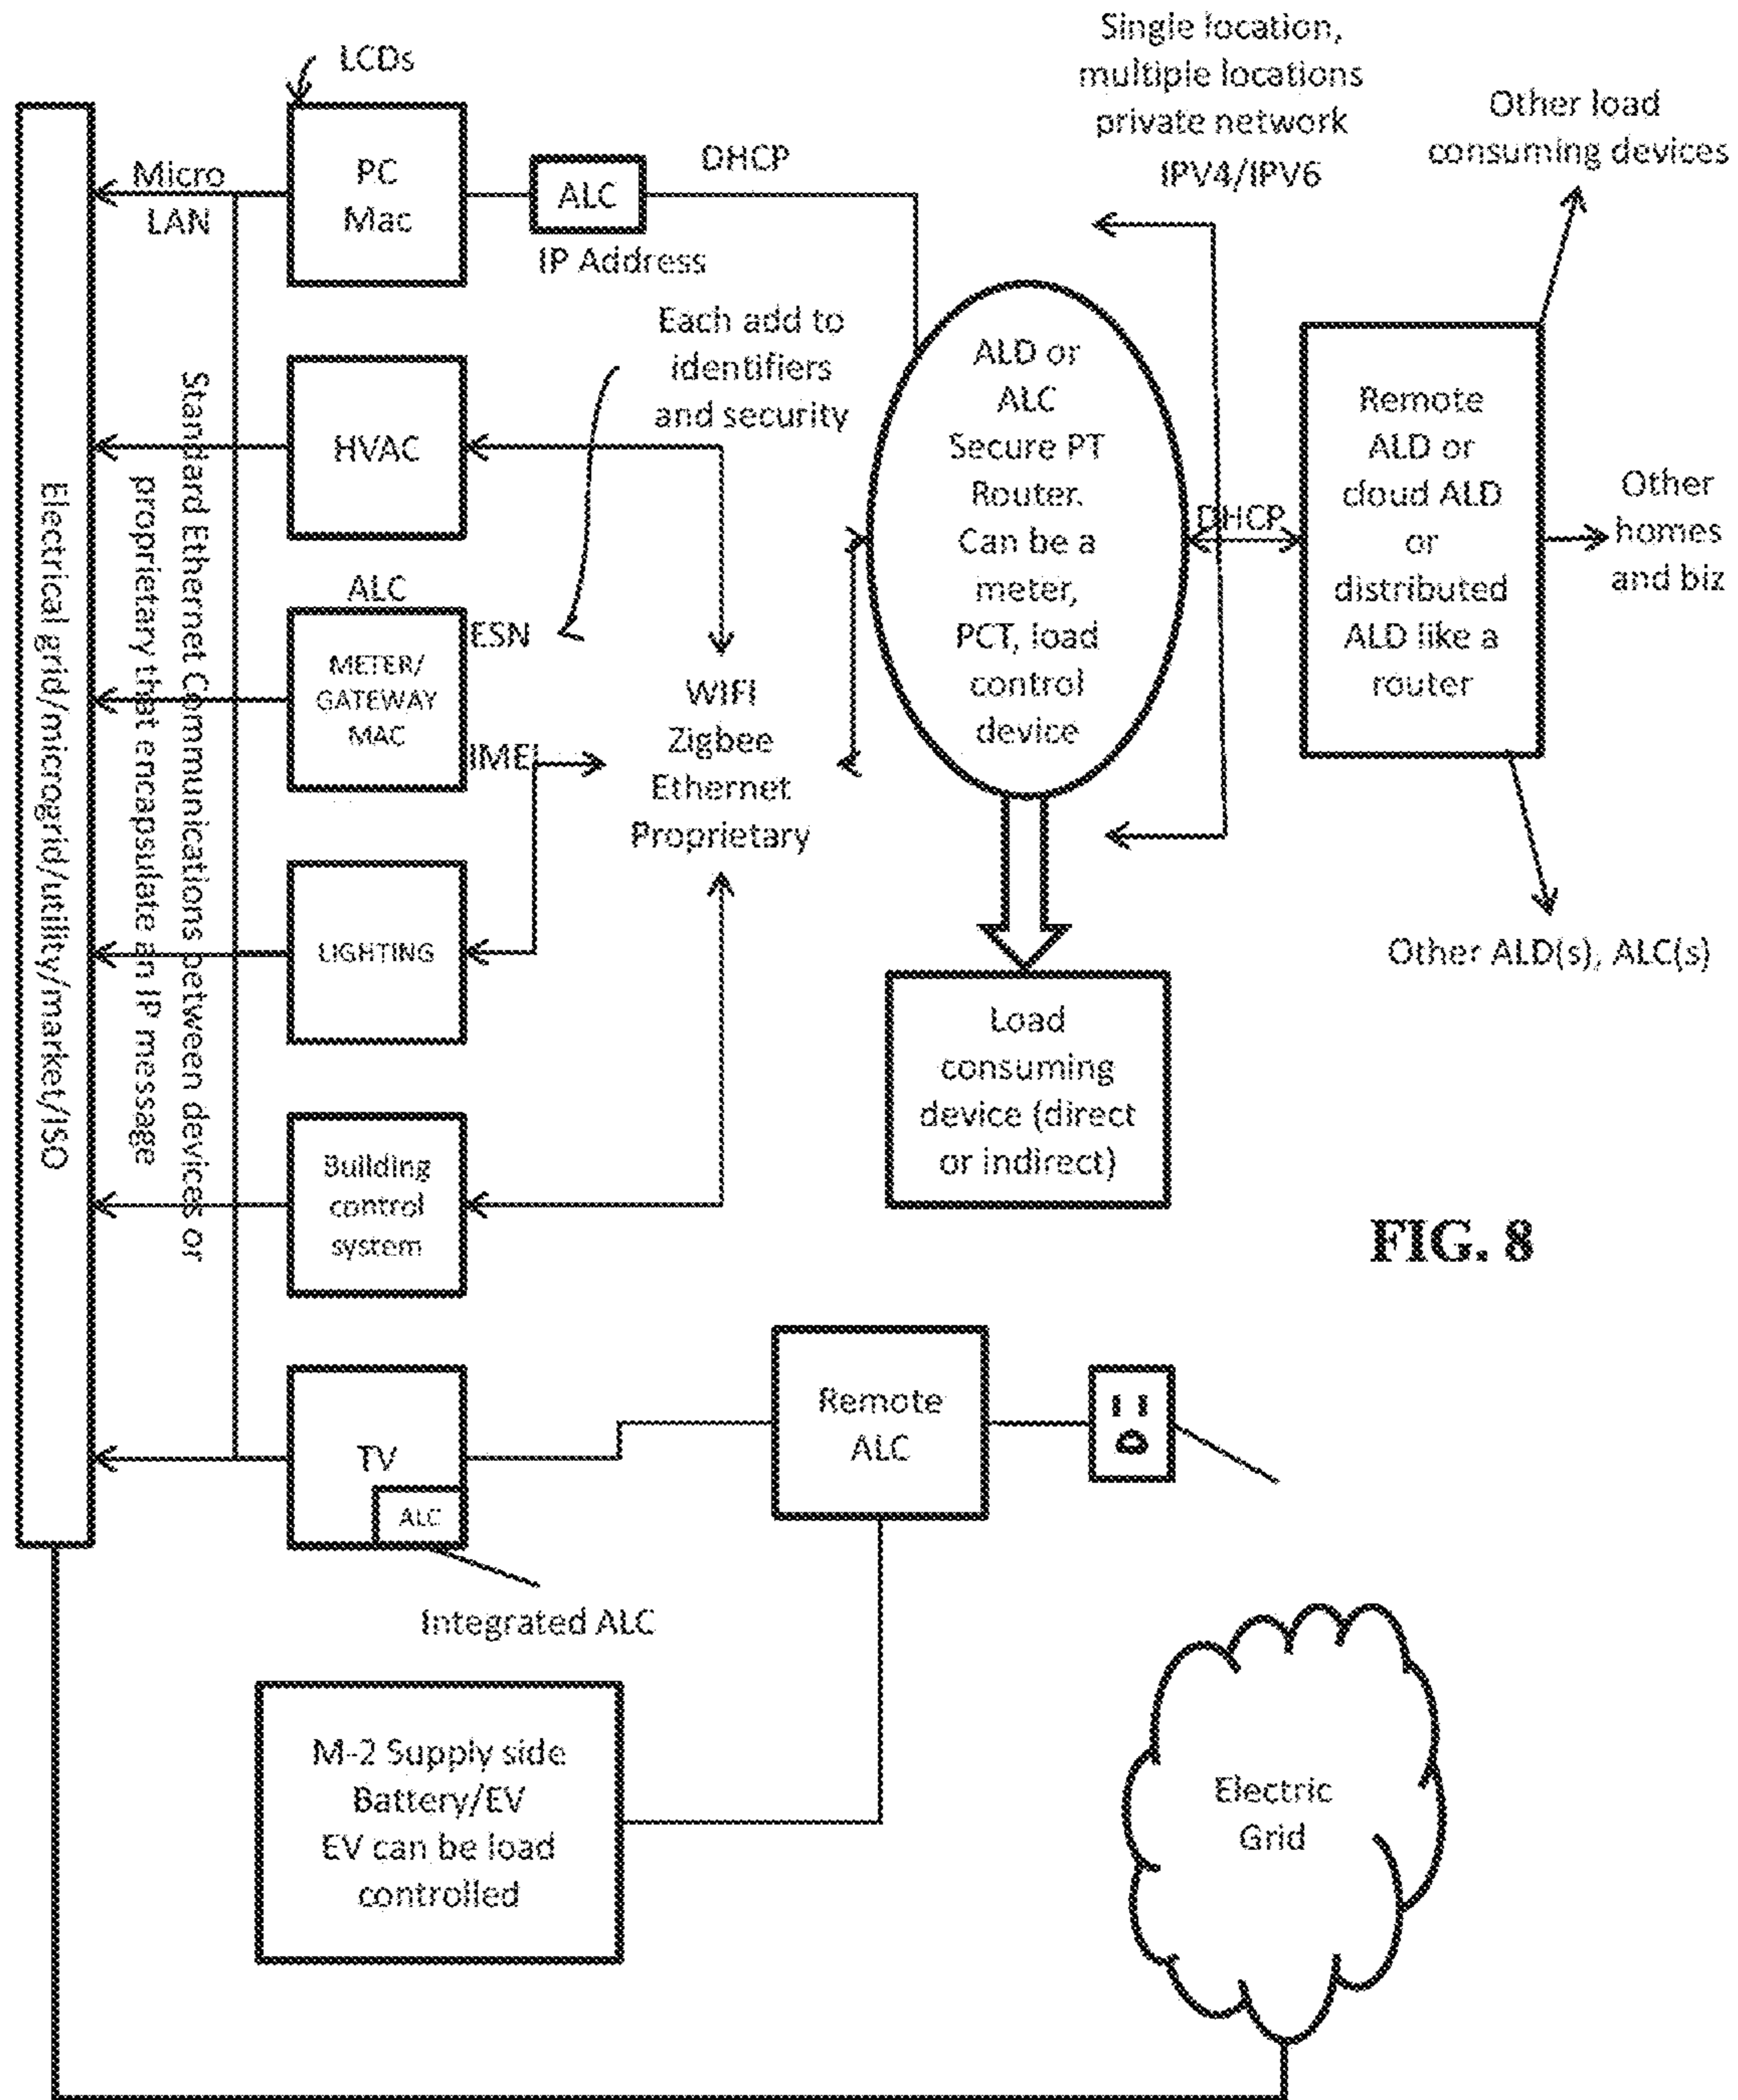 LCDs
Single location,
multiple locations
private network
IPV4/IPV6
Other load
consuming devices
Micro
LAN
PC
Mac
ALC
DHCP
IP Address
Each add to
identifiers
and security
HVAC
ALC
ESN
METER/
GATEWAY
MAC
IMEI
WIFI
Zigbee
Ethernet
Proprietary
ALD or
ALC
Secure PT
Router.
Can be a
meter,
PCT, load
control
device
DHCP
Remote
ALD or
cloud ALD
or
distributed
ALD like a
router
Other
homes
and biz
Other ALD(s), ALC(s)
Electrical grid/microgrid/utility/market/ISO
Standard Ethernet Communications between devices or
proprietary that encapsulate an IP message
LIGHTING
Load
consuming
device (direct
or indirect)
Building
control
system
FIG. 8
TV
ALC
Remote
ALC
Integrated ALC
M-2 Supply side
Battery/EV
EV can be load
controlled
Electric
Grid